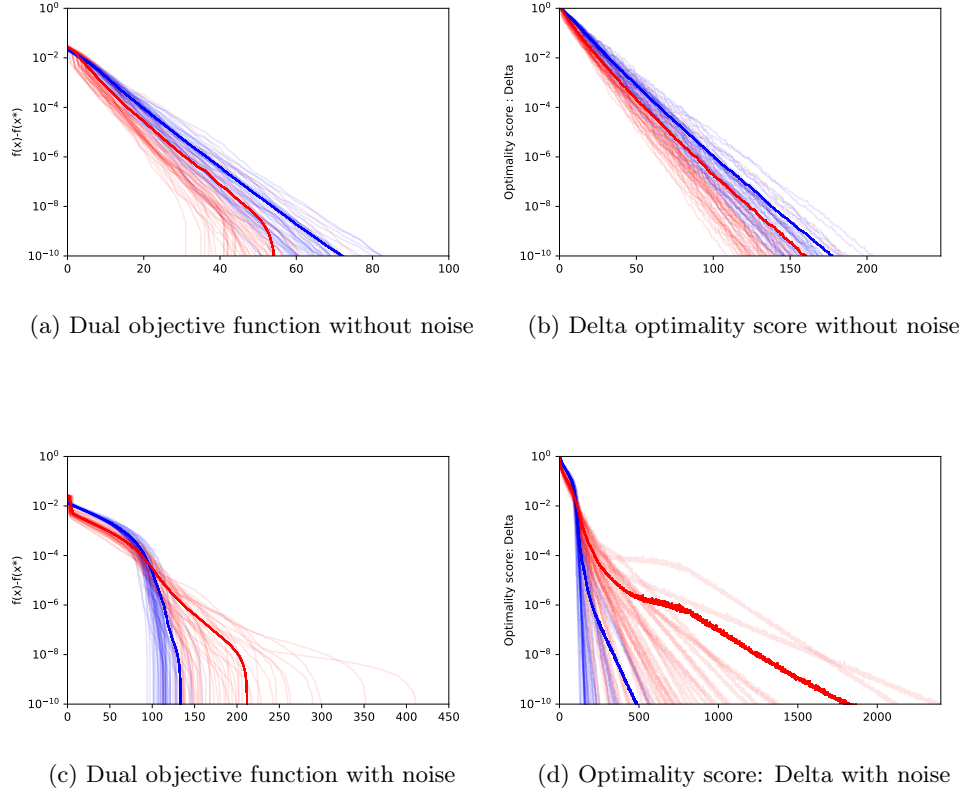 10^0
10^−2
10^−4
10^−6
10^−8
10^−10
f(x)-f(x*)
0 20 40 60 80 100
10^0
10^−2
10^−4
10^−6
10^−8
10^−10
Optimality score : Delta
0 50 100 150 200
(a) Dual objective function without noise
(b) Delta optimality score without noise
10^0
10^−2
10^−4
10^−6
10^−8
10^−10
f(x)-f(x*)
0 50 100 150 200 250 300 350 400 450
10^0
10^−2
10^−4
10^−6
10^−8
10^−10
Optimality score: Delta
0 500 1000 1500 2000
(c) Dual objective function with noise
(d) Optimality score: Delta with noise